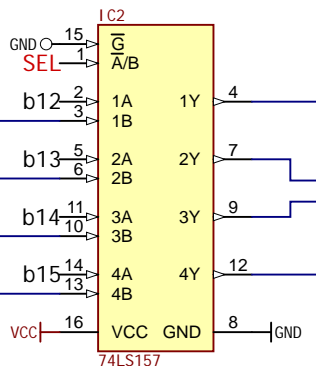 IC2
GND 15 G
SEL 1 A/B
b12 2 1A 1Y 4
3 1B
b13 5 2A 2Y 7
6 2B
b14 11 3A 3Y 9
10 3B
b15 14 4A 4Y 12
13 4B
VCC 16 VCC GND 8 GND
74LS157